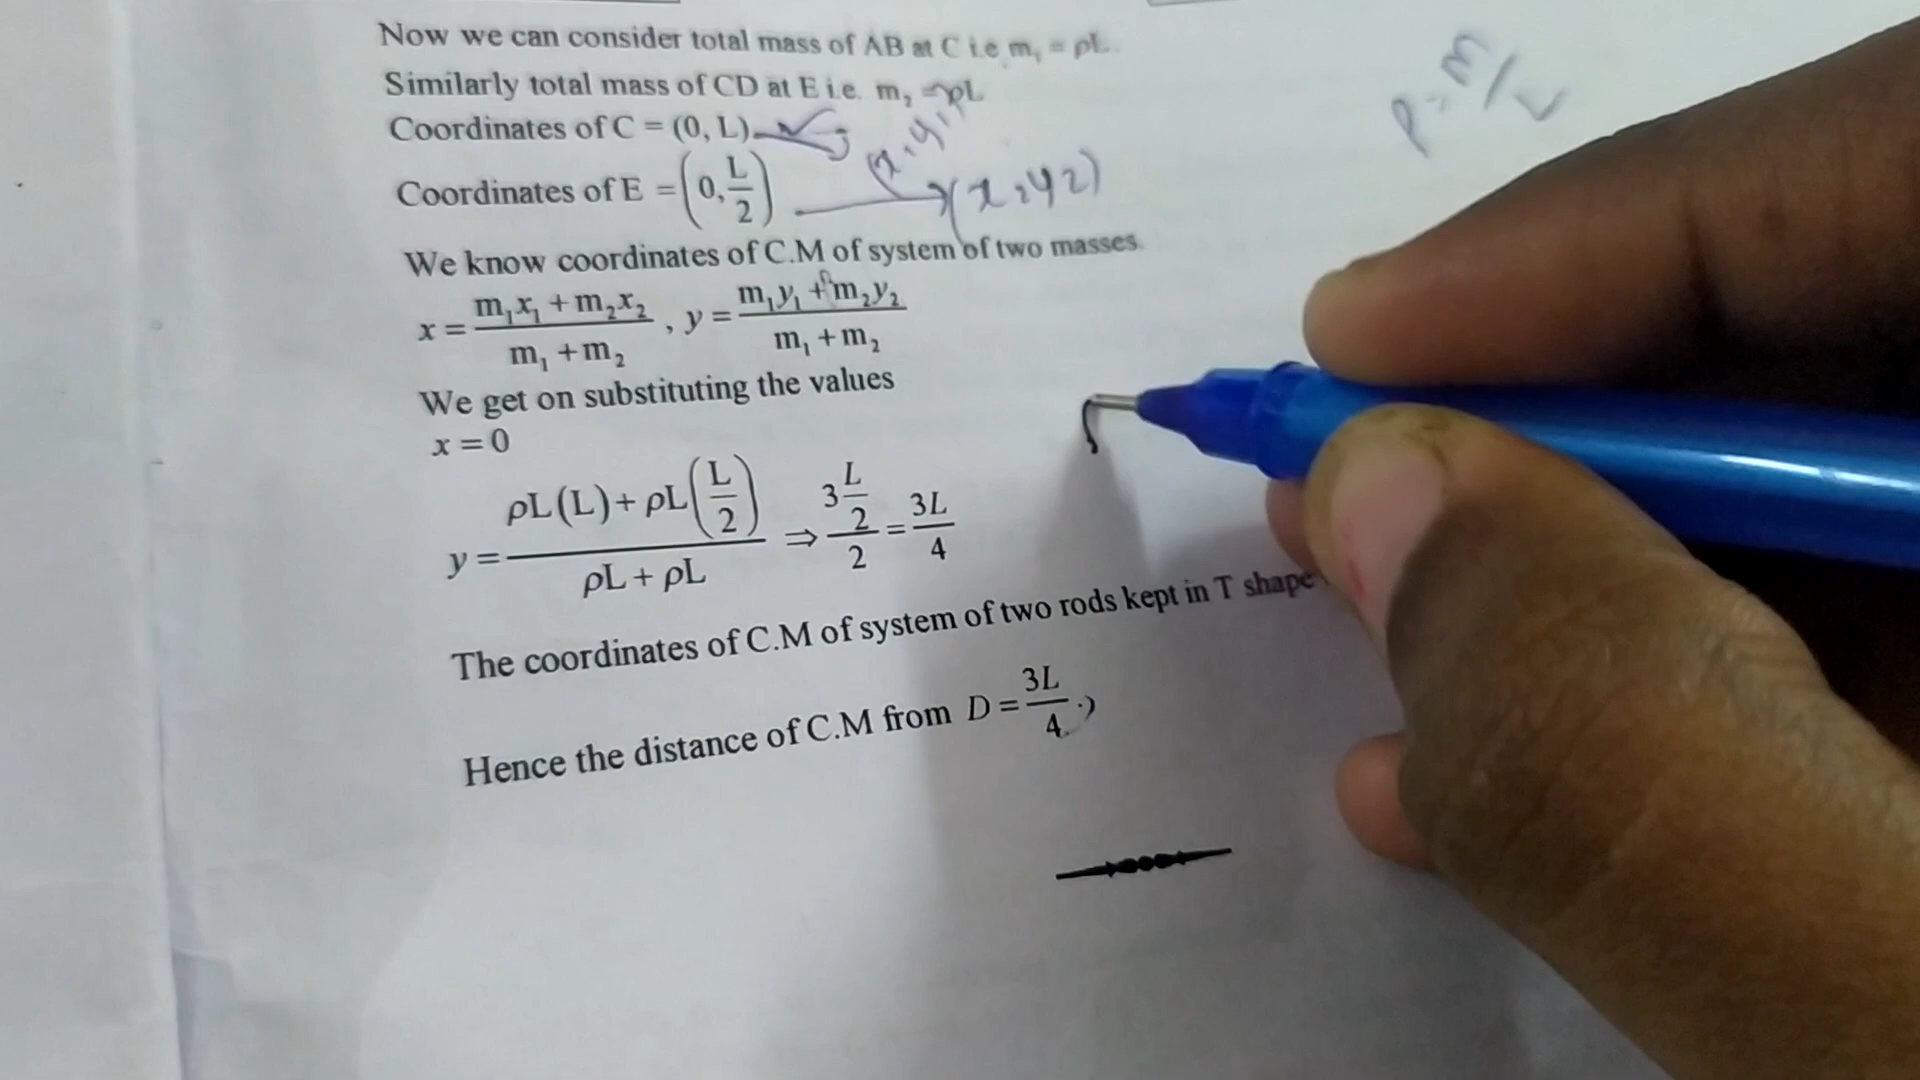 Now we can consider total mass of AB at C i.e m₁ = ρL.
Similarly total mass of CD at E i.e. m₂ = ρL
Coordinates of C = (0, L)
(x₁, y₁)
Coordinates of E = (0, L/2)
(x₂ y₂)
ρ = m/L
We know coordinates of C.M of system of two masses.
x = (m₁x₁ + m₂x₂)/(m₁ + m₂) , y = (m₁y₁ + m₂y₂)/(m₁ + m₂)
We get on substituting the values
x = 0
y = (ρL(L) + ρL(L/2))/(ρL + ρL) ⇒ (3 L/2)/2 = 3L/4
The coordinates of C.M of system of two rods kept in T shape
Hence the distance of C.M from D = 3L/4 .